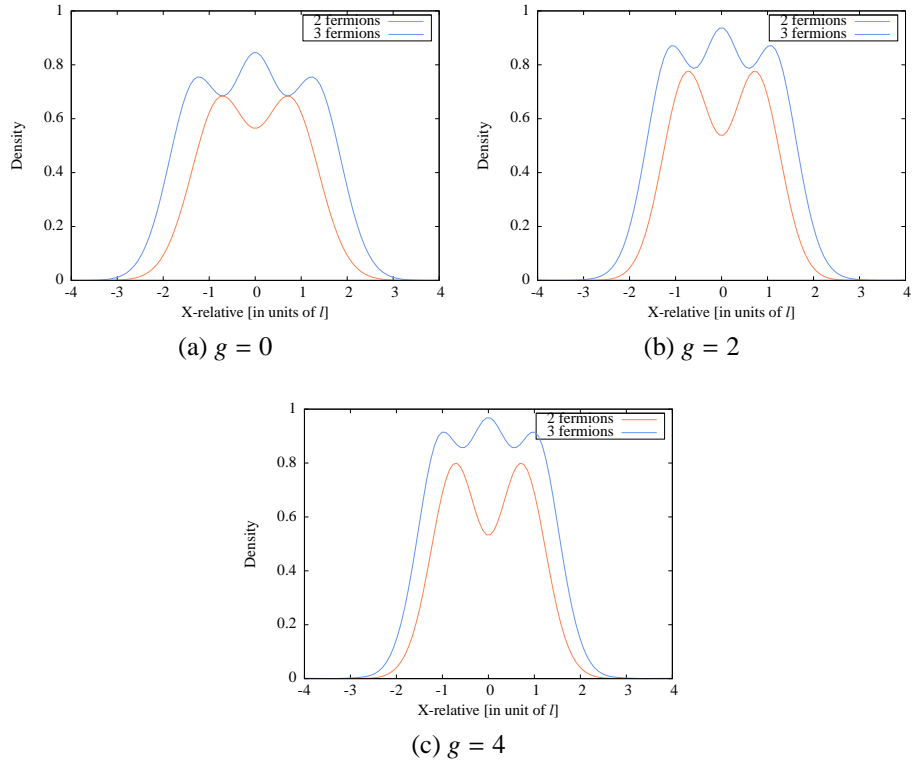 1
0.8
0.6
0.4
0.2
0
Density
2 fermions
3 fermions
-4 -3 -2 -1 0 1 2 3 4
X-relative [in units of l]
(a) g = 0
1
0.8
0.6
0.4
0.2
0
Density
2 fermions
3 fermions
-4 -3 -2 -1 0 1 2 3 4
X-relative [in units of l]
(b) g = 2
1
0.8
0.6
0.4
0.2
0
Density
2 fermions
3 fermions
-4 -3 -2 -1 0 1 2 3 4
X-relative [in unit of l]
(c) g = 4